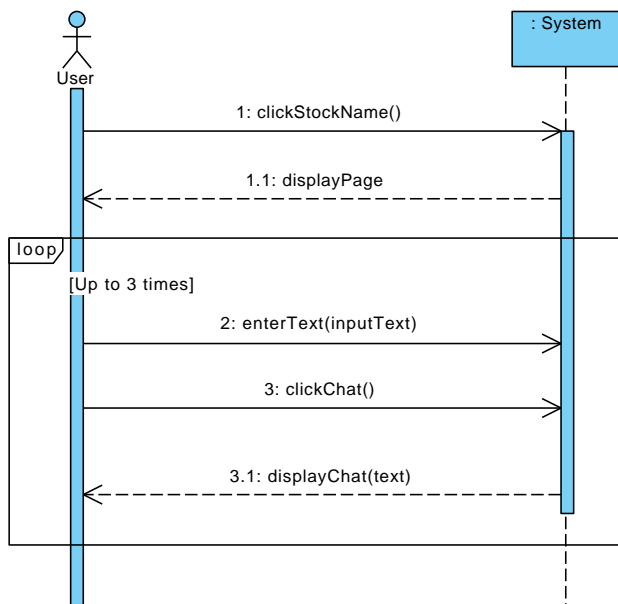 : System
User
1: clickStockName()
1.1: displayPage
loop
[Up to 3 times]
2: enterText(inputText)
3: clickChat()
3.1: displayChat(text)